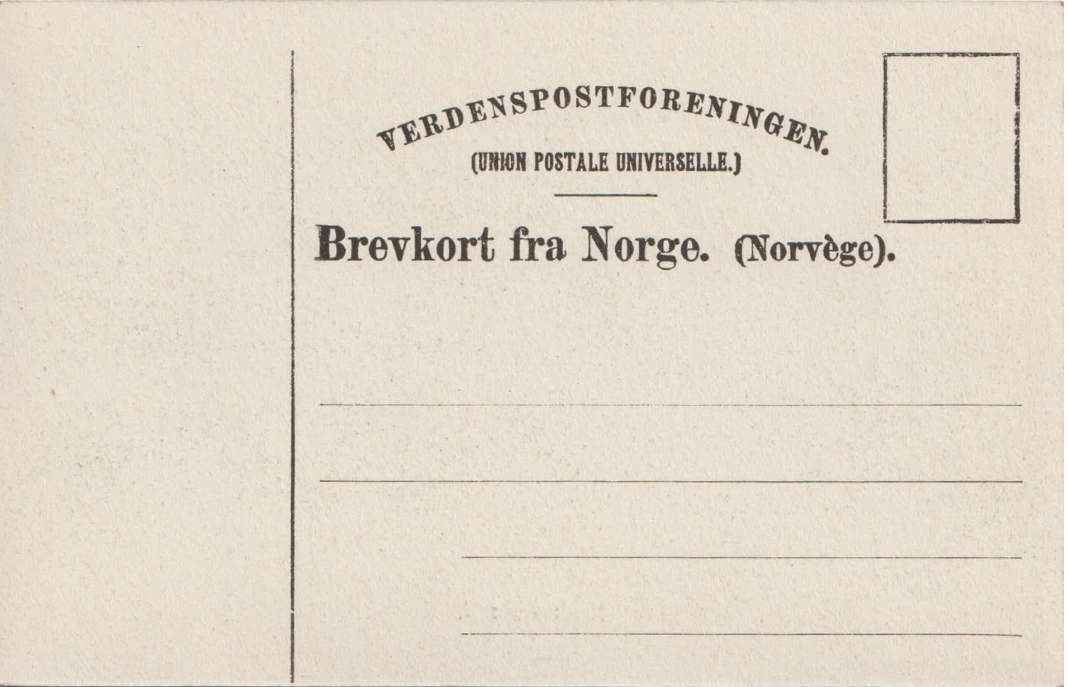 VERDENSPOSTFORENINGEN.
(UNION POSTALE UNIVERSELLE.)
Brevkort fra Norge. (Norvège).